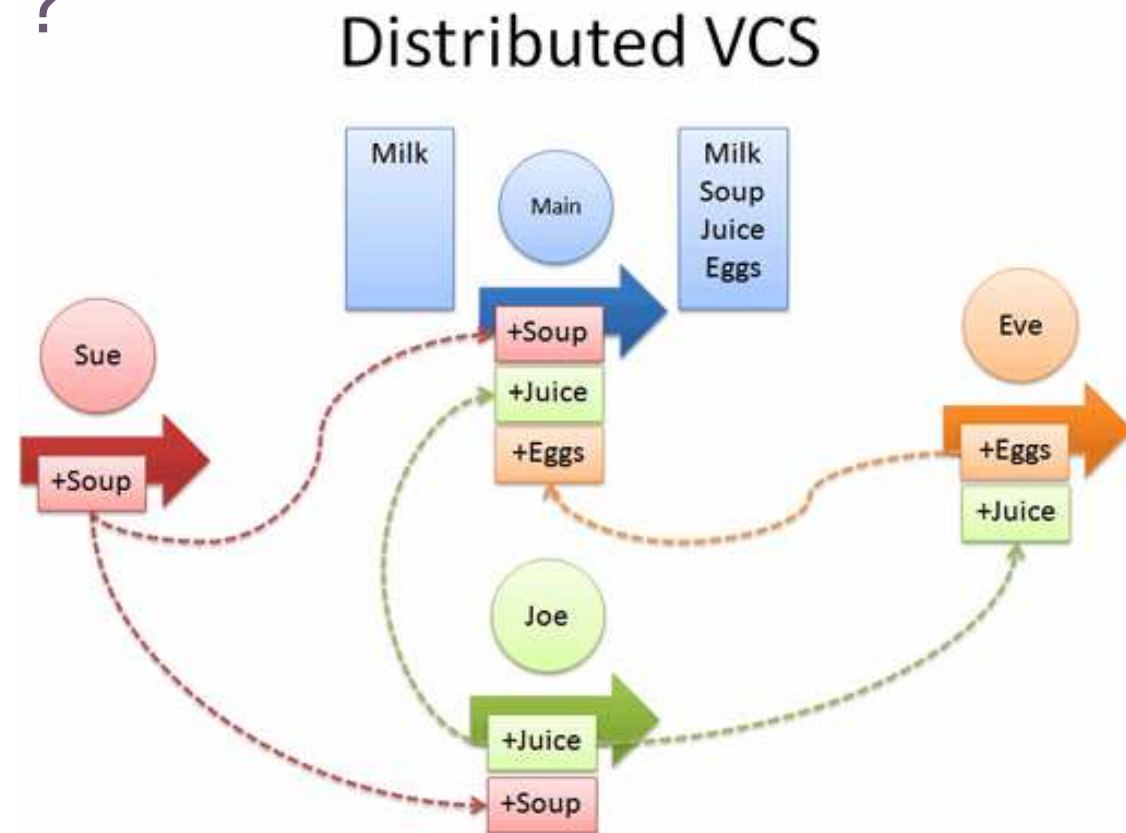 ?
Distributed VCS
Milk
Main
Milk
Soup
Juice
Eggs
Sue
+Soup
+Soup
+Juice
+Eggs
Eve
+Eggs
+Juice
Joe
+Juice
+Soup